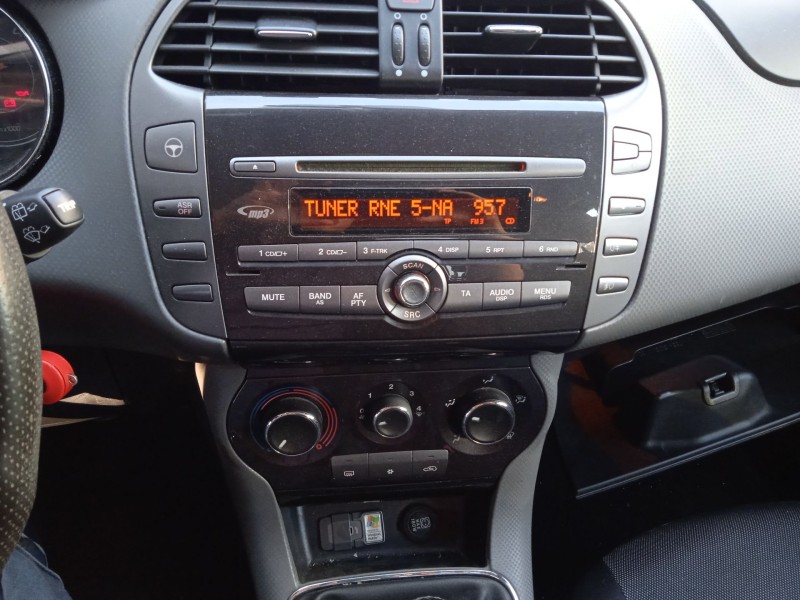 TUNER RNE 5-NA 95.7
TP FM2 CD
mp3
1 CD+ 2 CD- 3 F-TRK 4 DISP 5 RPT 6 RND
SCAN
MUTE BAND AS AF PTY TA AUDIO DSP MENU RDS
SRC
ASR
OFF
TRIP
1 2 3 4